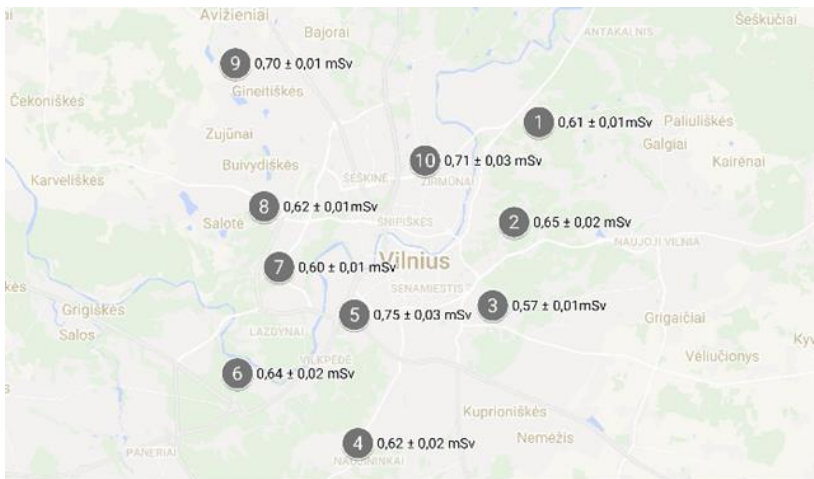 Avižieniai
Šeškučiai
Bajorai
ANTAKALNIS
9 0,70 ± 0,01 mSv
Gineitiškės
Čekoniškės
1 0,61 ± 0,01mSv
Paliuliškės
Zujūnai
Galgiai
10 0,71 ± 0,03 mSv
Kairėnai
Buivydiškės
Karveliškės
ŠEŠKINĖ
ŽIRMŪNAI
8 0,62 ± 0,01mSv
Salotė
ŠNIPIŠKĖS
2 0,65 ± 0,02 mSv
NAUJOJI VILNIA
7 0,60 ± 0,01 mSv
Vilnius
kės
SENAMIESTIS
Grigiškės
5 0,75 ± 0,03 mSv
3 0,57 ± 0,01mSv
Grigaičiai
Salos
LAZDYNAI
Kyv
VILKPĖDĖ
Vėliučionys
6 0,64 ± 0,02 mSv
Kuprioniškės
4 0,62 ± 0,02 mSv
Nemėžis
PANERIAI
NAUJININKAI